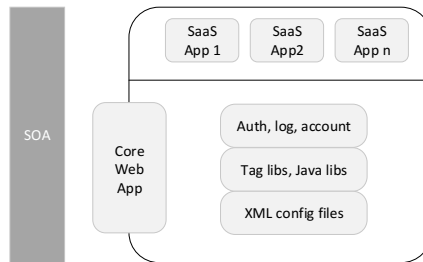 SaaS
App 1
SaaS
App2
SaaS
App n
SOA
Core
Web
App
Auth, log, account
Tag libs, Java libs
XML config files